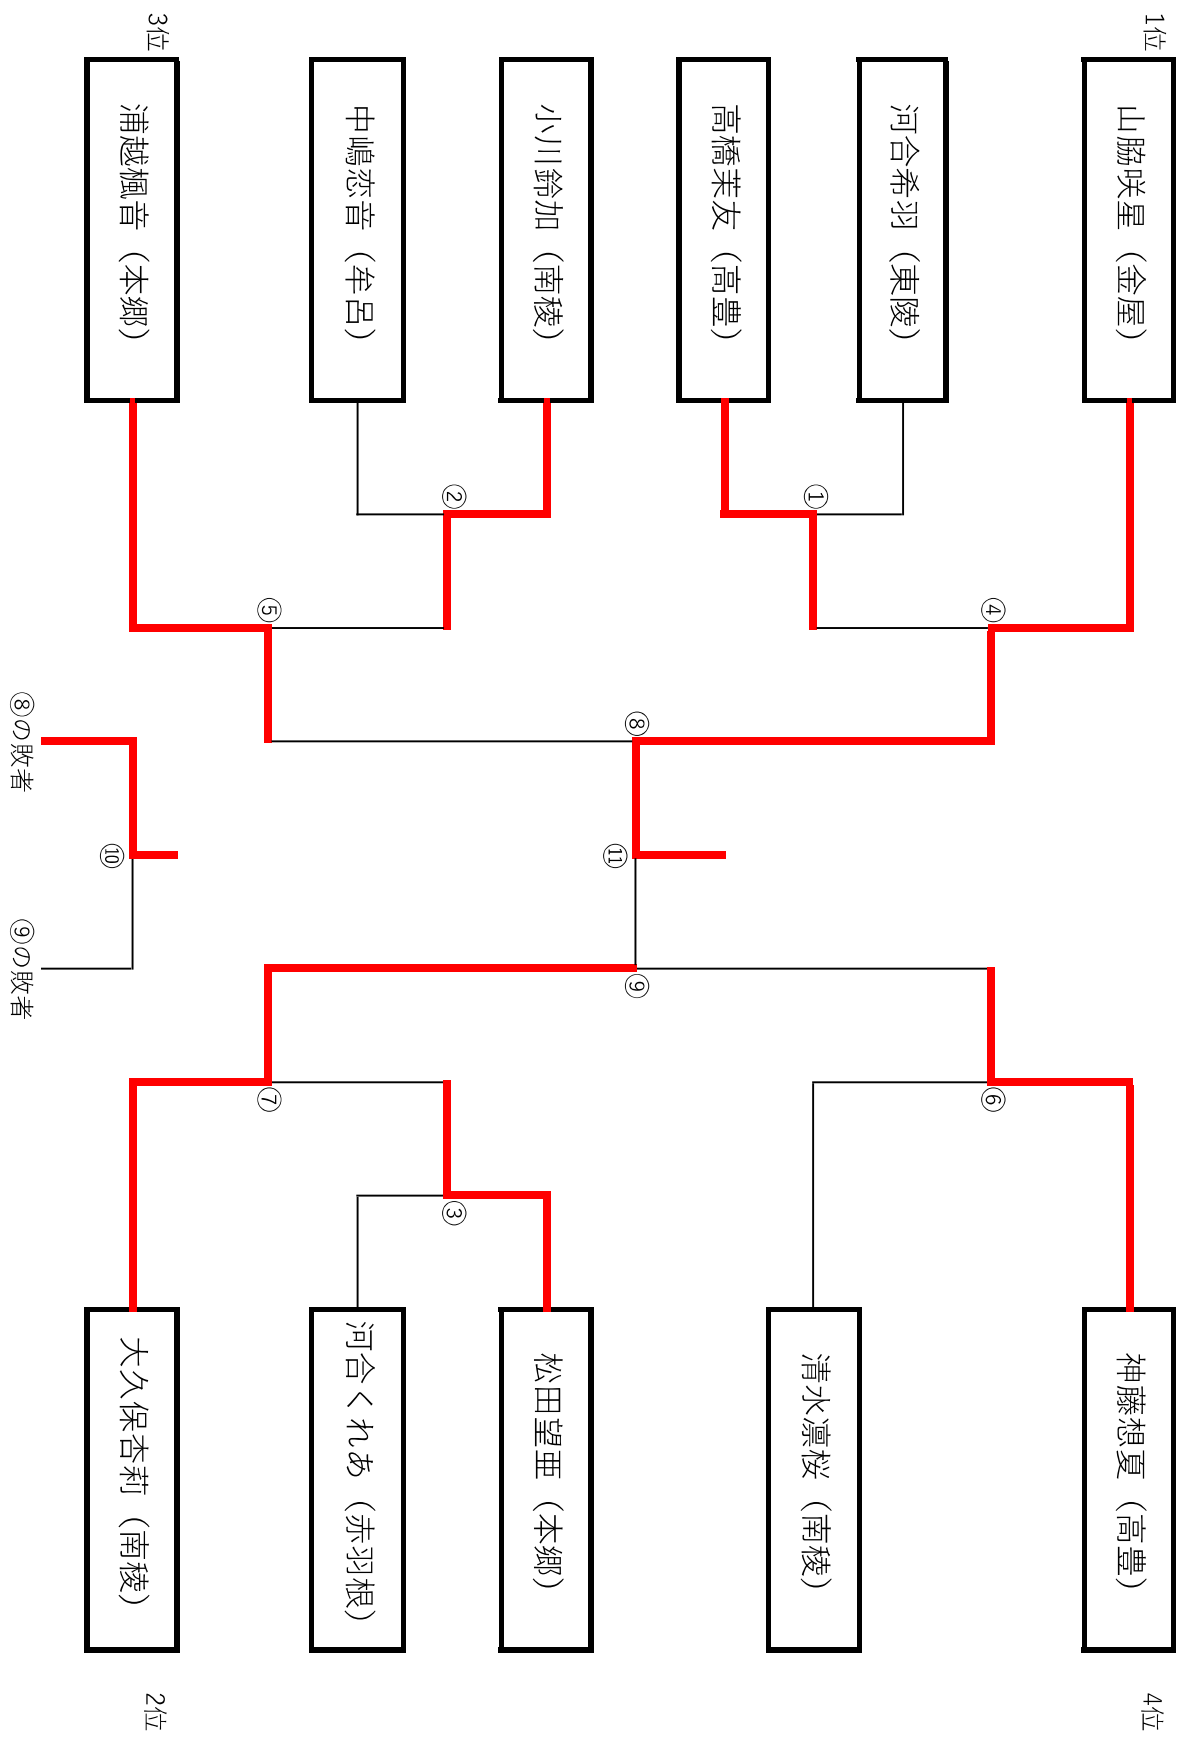 1位
山脇咲星（金屋）
河合希羽（東陵）
高橋茉友（高豊）
小川鈴加（南稜）
中嶋恋音（牟呂）
浦越楓音（本郷）
3位
①
②
④
⑤
⑧
⑧の敗者
⑪
⑩
⑨の敗者
⑨
⑥
⑦
③
神藤想夏（高豊）
清水凛桜（南稜）
松田望亜（本郷）
河合くれあ（赤羽根）
大久保杏莉（南稜）
4位
2位